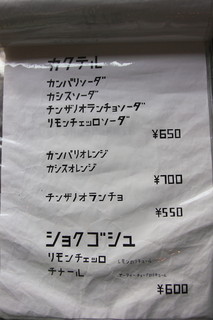 カクテル
カンパリソーダ
カシスソーダ
チンザノオランチョソーダ
リモンチェッロソーダ
¥650
カンパリオレンジ
カシスオレンジ
¥700
チンザノオランチョ
¥550
ショクゴシュ
リモンチェッロ
チナール
¥600